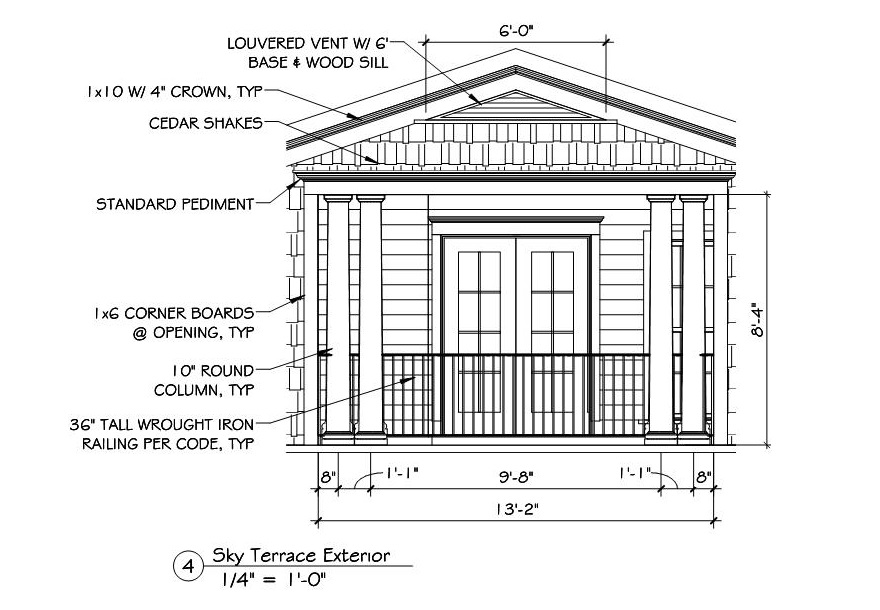 6'-0"
LOUVERED VENT W/ 6'
BASE & WOOD SILL
1x10 W/ 4" CROWN, TYP
CEDAR SHAKES
STANDARD PEDIMENT
1x6 CORNER BOARDS
@ OPENING, TYP
8'-4"
10" ROUND
COLUMN, TYP
36" TALL WROUGHT IRON
RAILING PER CODE, TYP
8" 1'-1" 9'-8" 1'-1" 8"
13'-2"
4 Sky Terrace Exterior
1/4" = 1'-0"